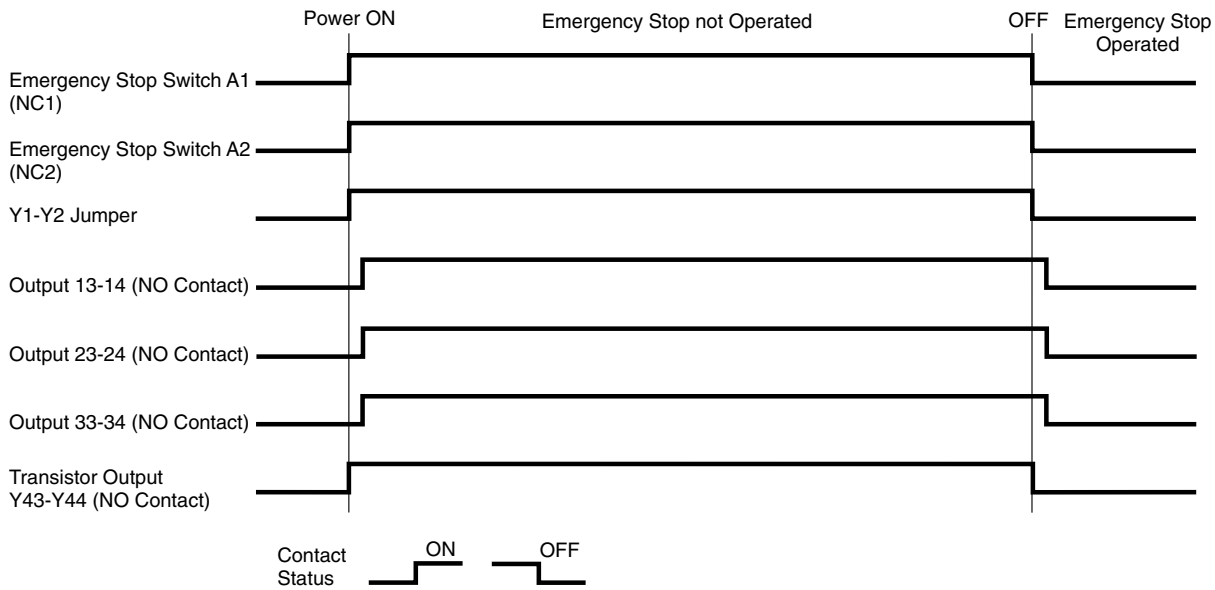 Power ON
Emergency Stop not Operated
OFF
Emergency Stop
Operated
Emergency Stop Switch A1
(NC1)
Emergency Stop Switch A2
(NC2)
Y1-Y2 Jumper
Output 13-14 (NO Contact)
Output 23-24 (NO Contact)
Output 33-34 (NO Contact)
Transistor Output
Y43-Y44 (NO Contact)
Contact
Status
ON
OFF